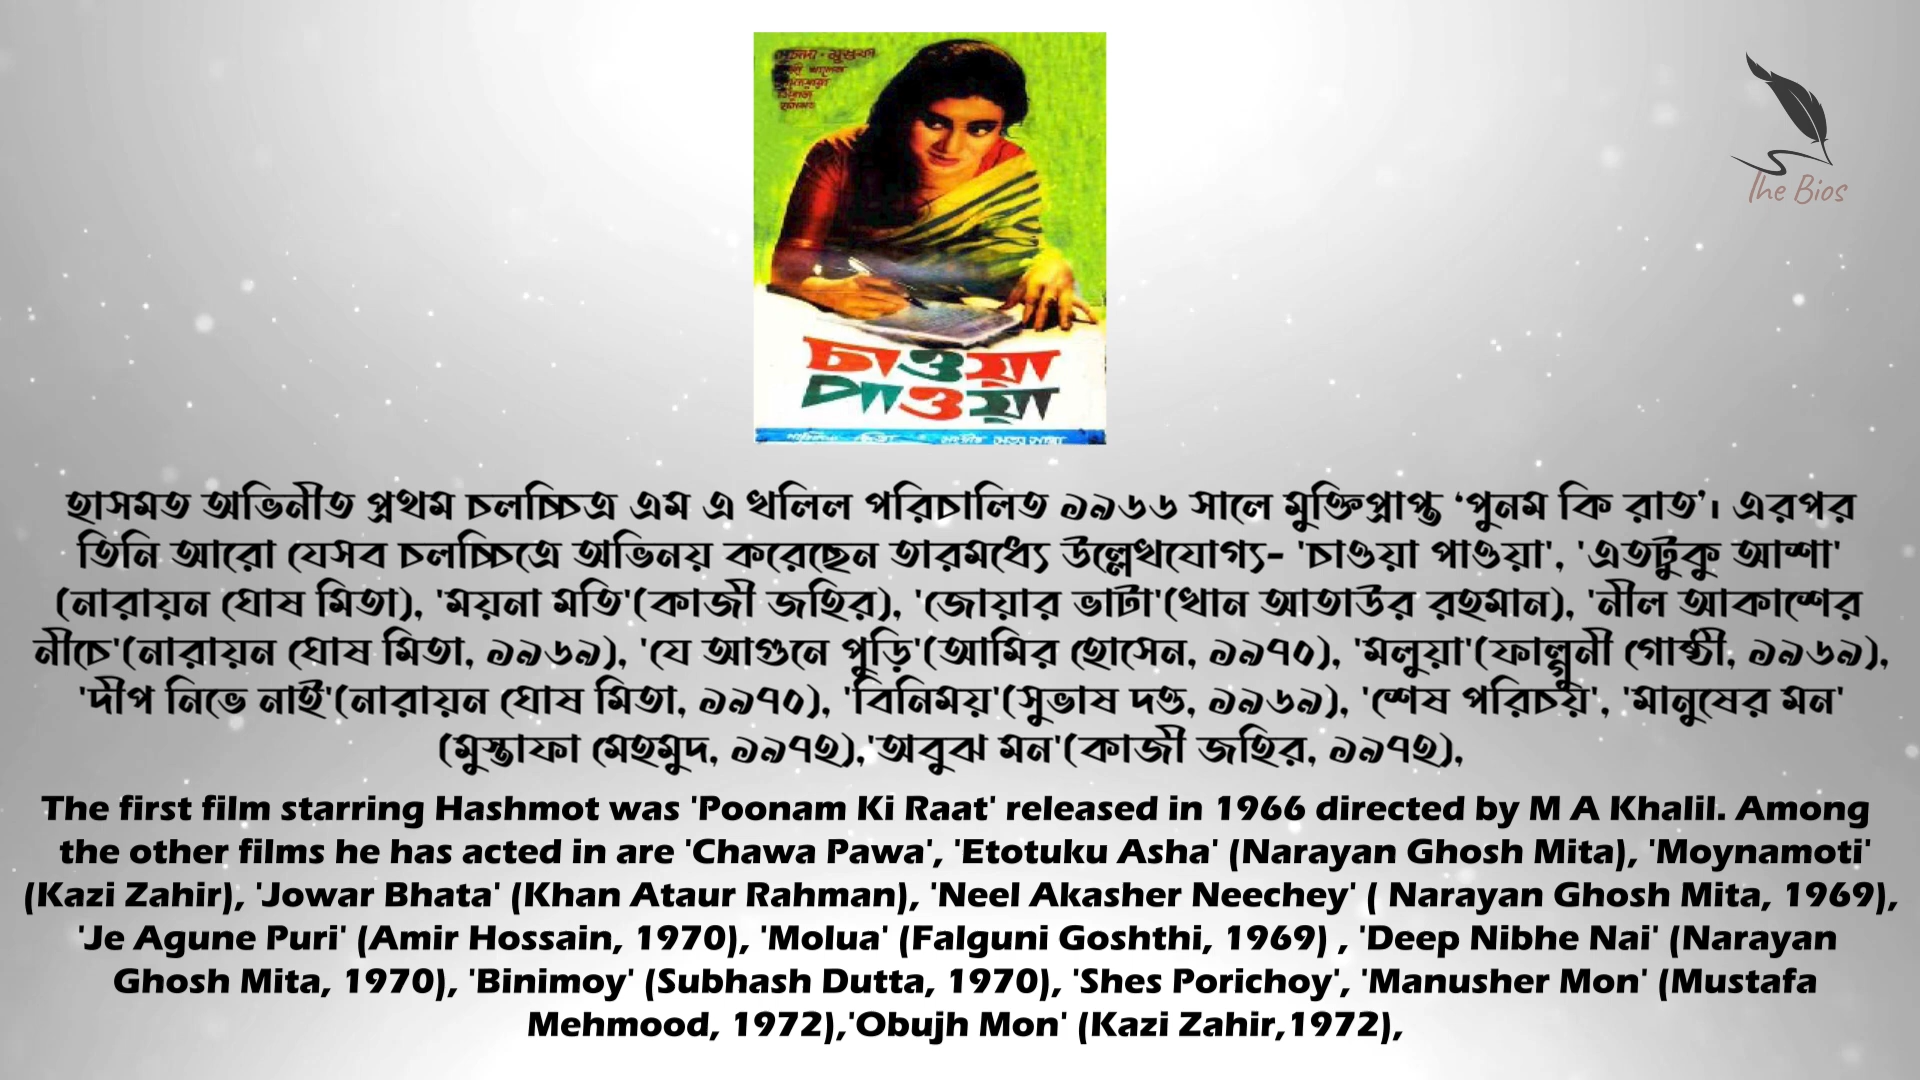 The Bios
চাওয়া
পাওয়া
হাসমত অভিনীত প্রথম চলচ্চিত্র এম এ খলিল পরিচালিত ১৯৬৬ সালে মুক্তিপ্রাপ্ত ‘পুনম কি রাত’। এরপর
তিনি আরো যেসব চলচ্চিত্রে অভিনয় করেছেন তারমধ্যে উল্লেখযোগ্য- 'চাওয়া পাওয়া', 'এতটুকু আশা'
(নারায়ন ঘোষ মিতা), 'ময়না মতি'(কাজী জহির), 'জোয়ার ভাটা'(খান আতাউর রহমান), 'নীল আকাশের
নীচে'(নারায়ন ঘোষ মিতা, ১৯৬৯), 'যে আগুনে পুড়ি'(আমির হোসেন, ১৯৭০), 'মলুয়া'(ফাল্গুনী গোষ্ঠী, ১৯৬৯),
'দীপ নিভে নাই'(নারায়ন ঘোষ মিতা, ১৯৭০), 'বিনিময়'(সুভাষ দত্ত, ১৯৬৯), 'শেষ পরিচয়', 'মানুষের মন'
(মুস্তাফা মেহমুদ, ১৯৭২),'অবুঝ মন'(কাজী জহির, ১৯৭২),
The first film starring Hashmot was 'Poonam Ki Raat' released in 1966 directed by M A Khalil. Among
the other films he has acted in are 'Chawa Pawa', 'Etotuku Asha' (Narayan Ghosh Mita), 'Moynamoti'
(Kazi Zahir), 'Jowar Bhata' (Khan Ataur Rahman), 'Neel Akasher Neechey' ( Narayan Ghosh Mita, 1969),
'Je Agune Puri' (Amir Hossain, 1970), 'Molua' (Falguni Goshthi, 1969) , 'Deep Nibhe Nai' (Narayan
Ghosh Mita, 1970), 'Binimoy' (Subhash Dutta, 1970), 'Shes Porichoy', 'Manusher Mon' (Mustafa
Mehmood, 1972),'Obujh Mon' (Kazi Zahir,1972),